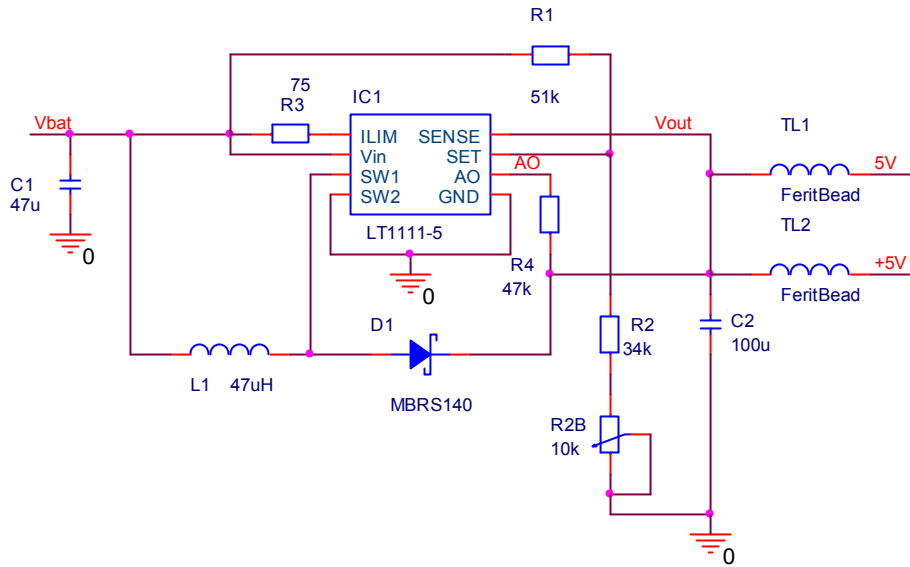 R1
51k
75
R3
IC1
Vbat
Vout
TL1
ILIM
SENSE
Vin
SET
SW1
AO
SW2
GND
AO
5V
C1
47u
FeritBead
0
LT1111-5
TL2
R4
47k
+5V
0
FeritBead
D1
R2
34k
C2
100u
L1
47uH
MBRS140
R2B
10k
0